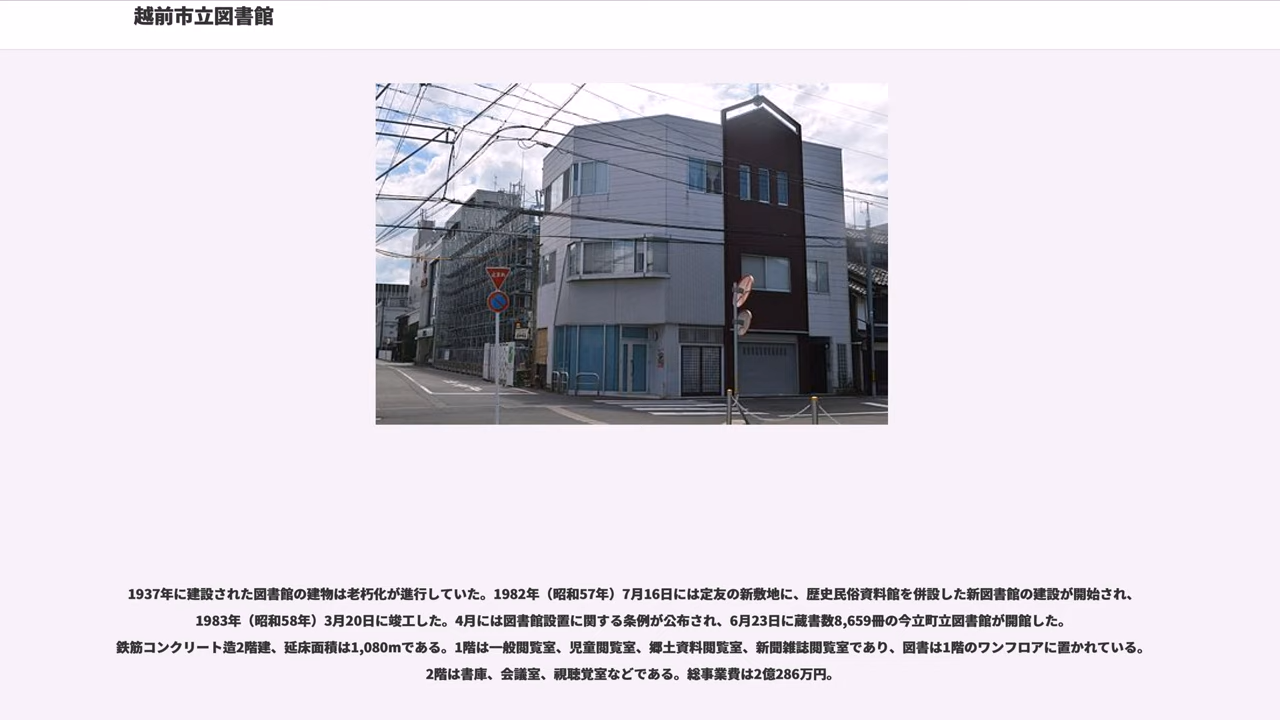 越前市立図書館
止まれ
1937年に建設された図書館の建物は老朽化が進行していた。1982年（昭和57年）7月16日には定友の新敷地に、歴史民俗資料館を併設した新図書館の建設が開始され、
1983年（昭和58年）3月20日に竣工した。4月には図書館設置に関する条例が公布され、6月23日に蔵書数8,659冊の今立町立図書館が開館した。
鉄筋コンクリート造2階建、延床面積は1,080mである。1階は一般閲覧室、児童閲覧室、郷土資料閲覧室、新聞雑誌閲覧室であり、図書は1階のワンフロアに置かれている。
2階は書庫、会議室、視聴覚室などである。総事業費は2億286万円。